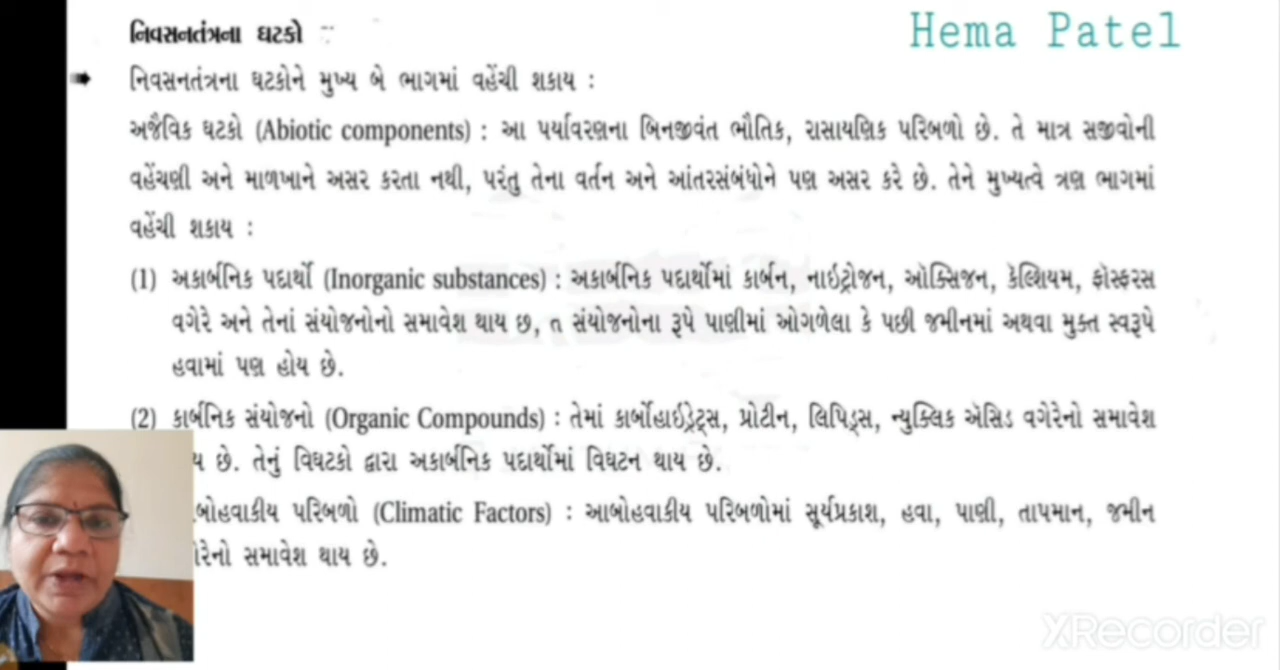 નિવસનતંત્રના ઘટકો
Hema Patel
નિવસનતંત્રના ઘટકોને મુખ્ય બે ભાગમાં વહેંચી શકાય :
અજૈવિક ઘટકો (Abiotic components) : આ પર્યાવરણના બિનજીવંત ભૌતિક, રાસાયણિક પરિબળો છે. તે માત્ર સજીવોની
વહેંચણી અને માળખાને અસર કરતા નથી, પરંતુ તેના વર્તન અને આંતરસંબંધોને પણ અસર કરે છે. તેને મુખ્યત્વે ત્રણ ભાગમાં
વહેંચી શકાય :
(1) અકાર્બનિક પદાર્થો (Inorganic substances) : અકાર્બનિક પદાર્થોમાં કાર્બન, નાઇટ્રોજન, ઑક્સિજન, કૅલ્શિયમ, ફૉસ્ફરસ
વગેરે અને તેનાં સંયોજનોનો સમાવેશ થાય છ, ત સંયોજનોના રૂપે પાણીમાં ઓગળેલા કે પછી જમીનમાં અથવા મુક્ત સ્વરૂપે
હવામાં પણ હોય છે.
(2) કાર્બનિક સંયોજનો (Organic Compounds) : તેમાં કાર્બોહાઈડ્રેટ્સ, પ્રોટીન, લિપિડ્સ, ન્યુક્લિક ઍસિડ વગેરેનો સમાવેશ
ય છે. તેનું વિઘટકો દ્વારા અકાર્બનિક પદાર્થોમાં વિઘટન થાય છે.
બોહવાકીય પરિબળો (Climatic Factors) : આબોહવાકીય પરિબળોમાં સૂર્યપ્રકાશ, હવા, પાણી, તાપમાન, જમીન
રેનો સમાવેશ થાય છે.
XRecorder